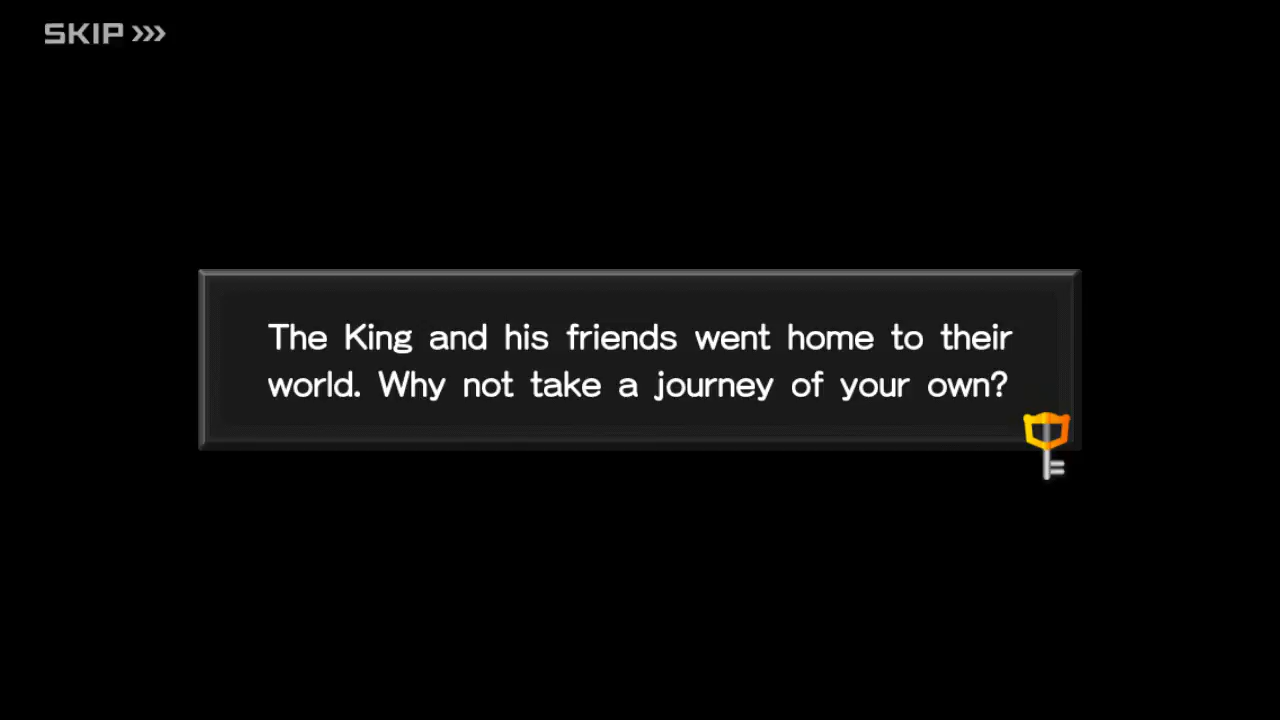 SKIP >>>
The King and his friends went home to their
world. Why not take a journey of your own?